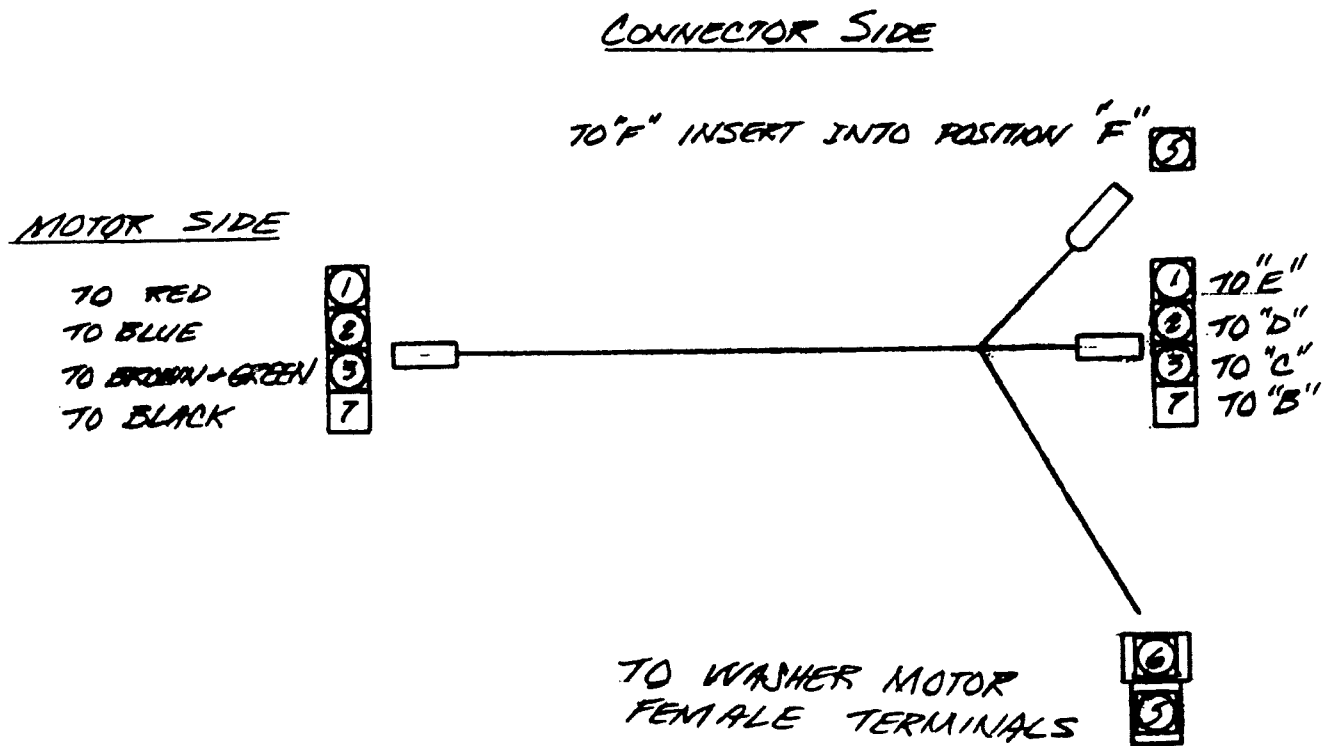 CONNECTOR SIDE
TO "F" INSERT INTO POSITION "F"
5
MOTOR SIDE
TO RED 1
TO BLUE 2
TO BROWN + GREEN 3
TO BLACK 7
1 TO "E"
2 TO "D"
3 TO "C"
7 TO "B"
6
TO WASHER MOTOR
FEMALE TERMINALS 5